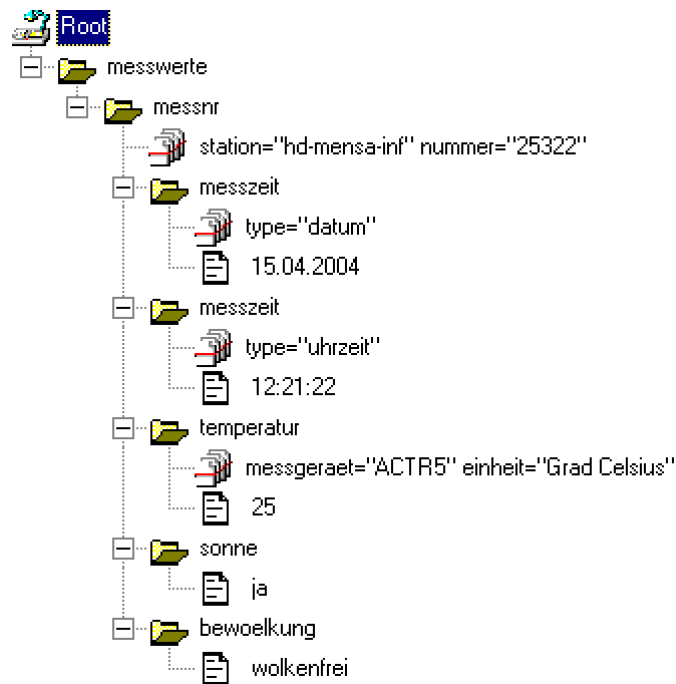 Root
messwerte
messnr
station="hd-mensa-inf" nummer="25322"
messzeit
type="datum"
15.04.2004
messzeit
type="uhrzeit"
12:21:22
temperatur
messgeraet="ACTR5" einheit="Grad Celsius"
25
sonne
ja
bewoelkung
wolkenfrei